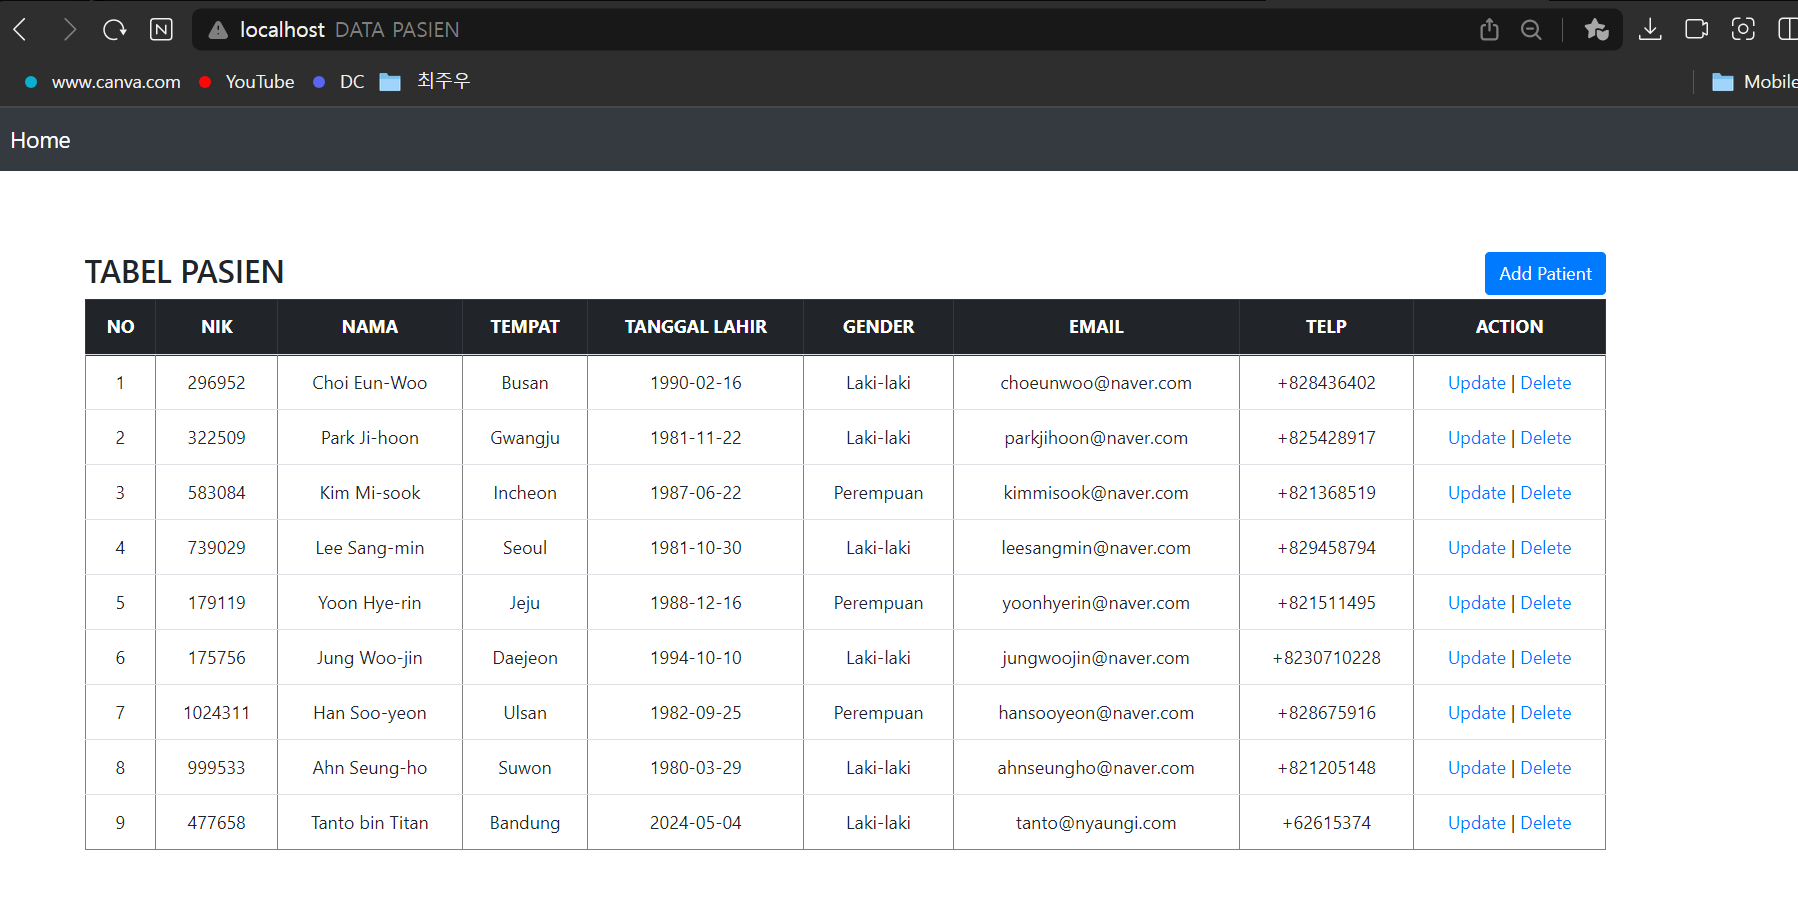 localhost DATA PASIEN
www.canva.com YouTube DC 최주우 Mobile
Home
TABEL PASIEN Add Patient
NO NIK NAMA TEMPAT TANGGAL LAHIR GENDER EMAIL TELP ACTION
1 296952 Choi Eun-Woo Busan 1990-02-16 Laki-laki choeunwoo@naver.com +828436402 Update | Delete
2 322509 Park Ji-hoon Gwangju 1981-11-22 Laki-laki parkjihoon@naver.com +825428917 Update | Delete
3 583084 Kim Mi-sook Incheon 1987-06-22 Perempuan kimmisook@naver.com +821368519 Update | Delete
4 739029 Lee Sang-min Seoul 1981-10-30 Laki-laki leesangmin@naver.com +829458794 Update | Delete
5 179119 Yoon Hye-rin Jeju 1988-12-16 Perempuan yoonhyerin@naver.com +821511495 Update | Delete
6 175756 Jung Woo-jin Daejeon 1994-10-10 Laki-laki jungwoojin@naver.com +8230710228 Update | Delete
7 1024311 Han Soo-yeon Ulsan 1982-09-25 Perempuan hansooyeon@naver.com +828675916 Update | Delete
8 999533 Ahn Seung-ho Suwon 1980-03-29 Laki-laki ahnseungho@naver.com +821205148 Update | Delete
9 477658 Tanto bin Titan Bandung 2024-05-04 Laki-laki tanto@nyaungi.com +62615374 Update | Delete